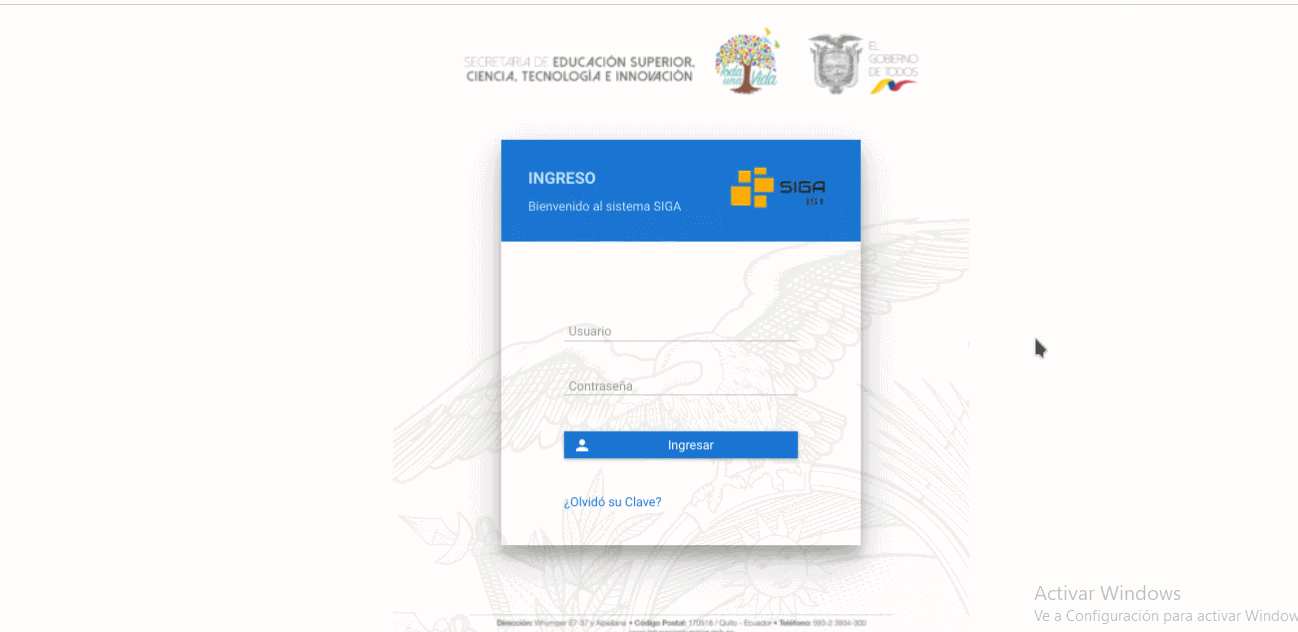 SECRETARÍA DE EDUCACIÓN SUPERIOR,
CIENCIA, TECNOLOGÍA E INNOVACIÓN
Toda
una Vida
EL
GOBIERNO
DE TODOS
INGRESO
Bienvenido al sistema SIGA
SIGA
IST
Usuario
Contraseña
Ingresar
¿Olvidó su Clave?
Activar Windows
Ve a Configuración para activar Window
Dirección: Whymper E7-37 y Alpallana • Código Postal: 170518 / Quito - Ecuador • Teléfono: 593-2 3934-300